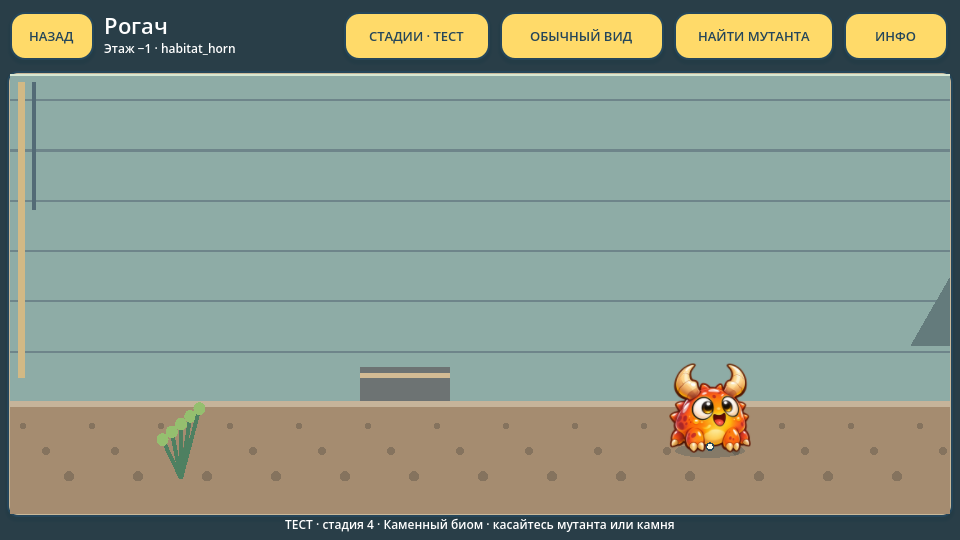 НАЗАД
Рогач
Этаж −1 · habitat_horn
СТАДИИ · ТЕСТ
ОБЫЧНЫЙ ВИД
НАЙТИ МУТАНТА
ИНФО
ТЕСТ · стадия 4 · Каменный биом · касайтесь мутанта или камня